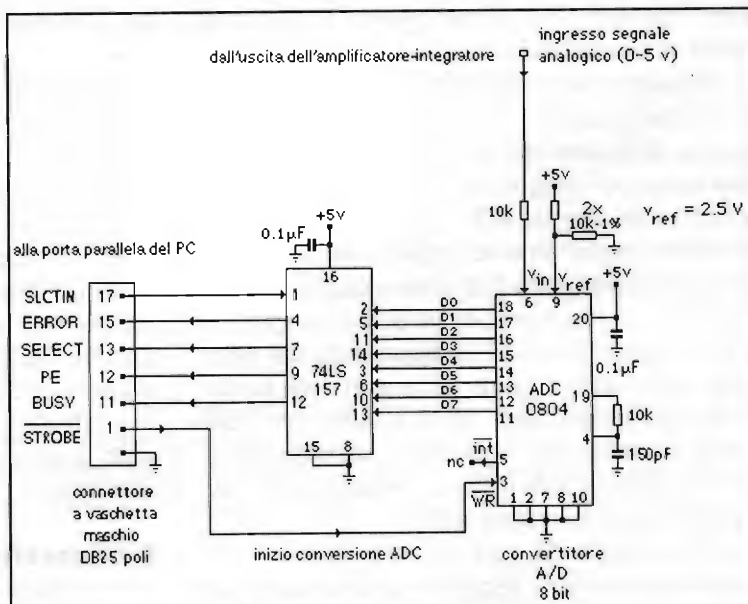 ingresso segnale
analogico (0-5 v)
dall'uscita dell'amplificatore-integratore
+5v
10k
2x
10k-1%
v ref = 2.5 V
+5v
0.1µF
alla porta parallela del PC
v in
v ref
+5v
16
6
9
SLCTIN 17
1
2
D0
18
20
ERROR 15
4
5
D1
17
11
D2
16
0.1µF
SELECT 13
7
14
D3
15
74LS
157
3
D4
14
ADC
0804
PE 12
9
6
D5
13
19
BUSY 11
12
10
D6
12
10k
13
D7
11
STROBE 1
4
15
8
int
nc
5
150pF
3
WR
1 2 7 8 10
connettore
a vaschetta
maschio
DB25 poli
inizio conversione ADC
convertitore
A/D
8 bit